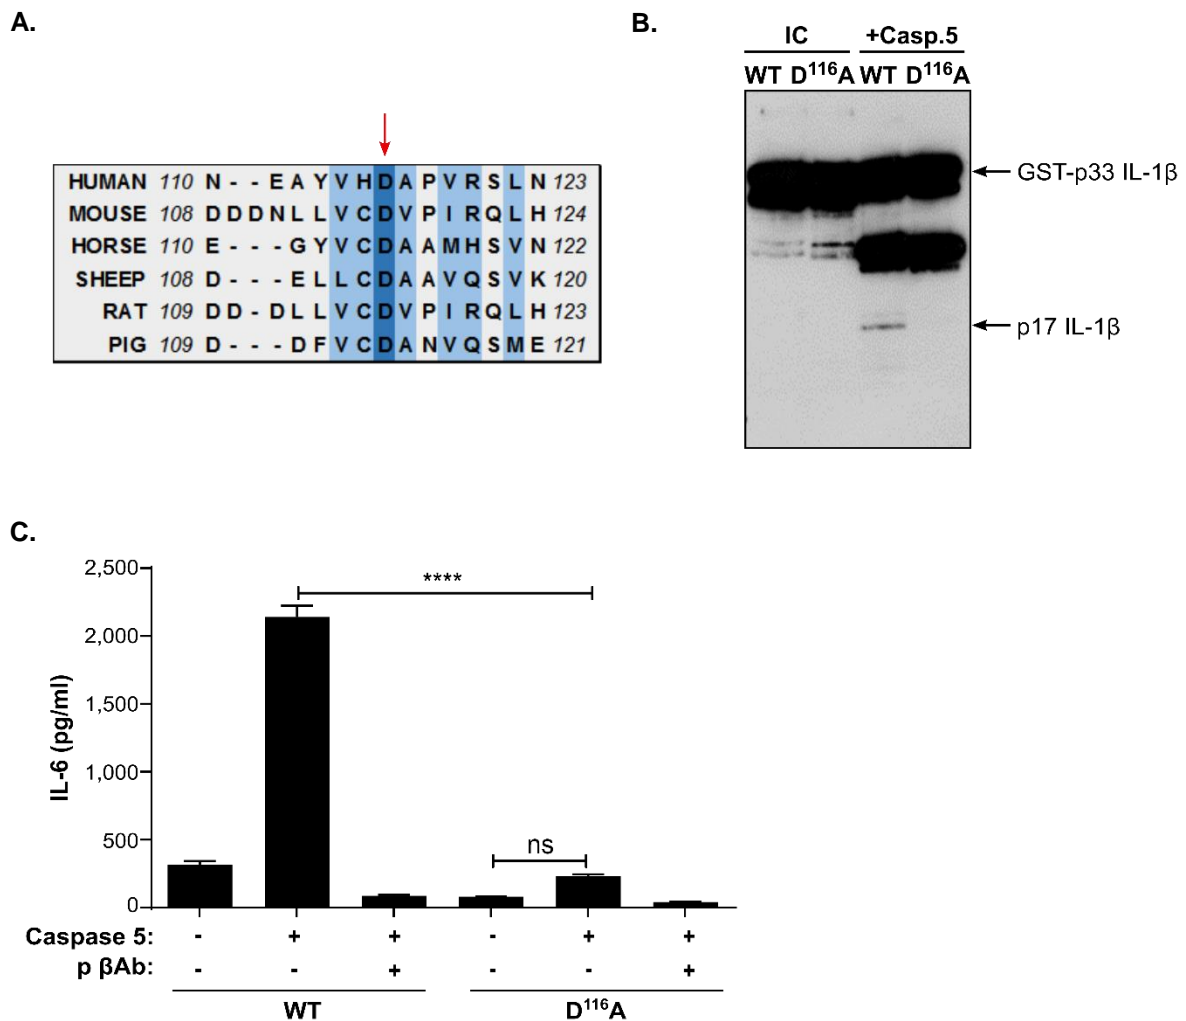 A.
HUMAN 110 N - - E A Y V H D A P V R S L N 123
MOUSE 108 D D D N L L V C D V P I R Q L H 124
HORSE 110 E - - - G Y V C D A A M H S V N 122
SHEEP 108 D - - - E L L C D A A V Q S V K 120
RAT 109 D D - D L L V C D V P I R Q L H 123
PIG 109 D - - - D F V C D A N V Q S M E 121
B.
IC +Casp.5
WT D¹¹⁶A WT D¹¹⁶A
GST-p33 IL-1β
p17 IL-1β
C.
IL-6 (pg/ml)
2,500
2,000
1,500
1,000
500
0
****
ns
Caspase 5: - + + - + +
p βAb: - - + - - +
WT D¹¹⁶A